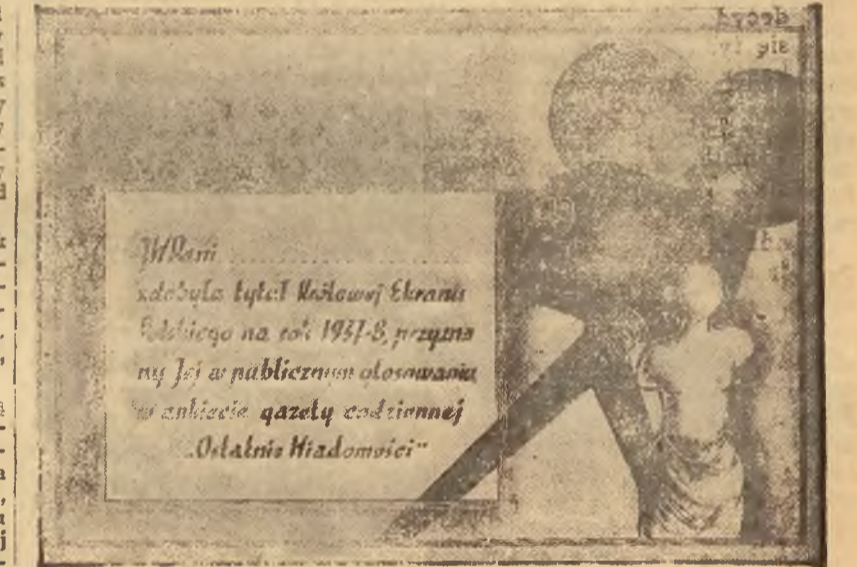 JWPani ....................
zdobyła tytuł Królowej Ekranu
Polskiego na rok 1937-8, przyzna
ny Jej w publicznym głosowaniu
w ankiecie gazety codziennej
„Ostatnie Wiadomości”